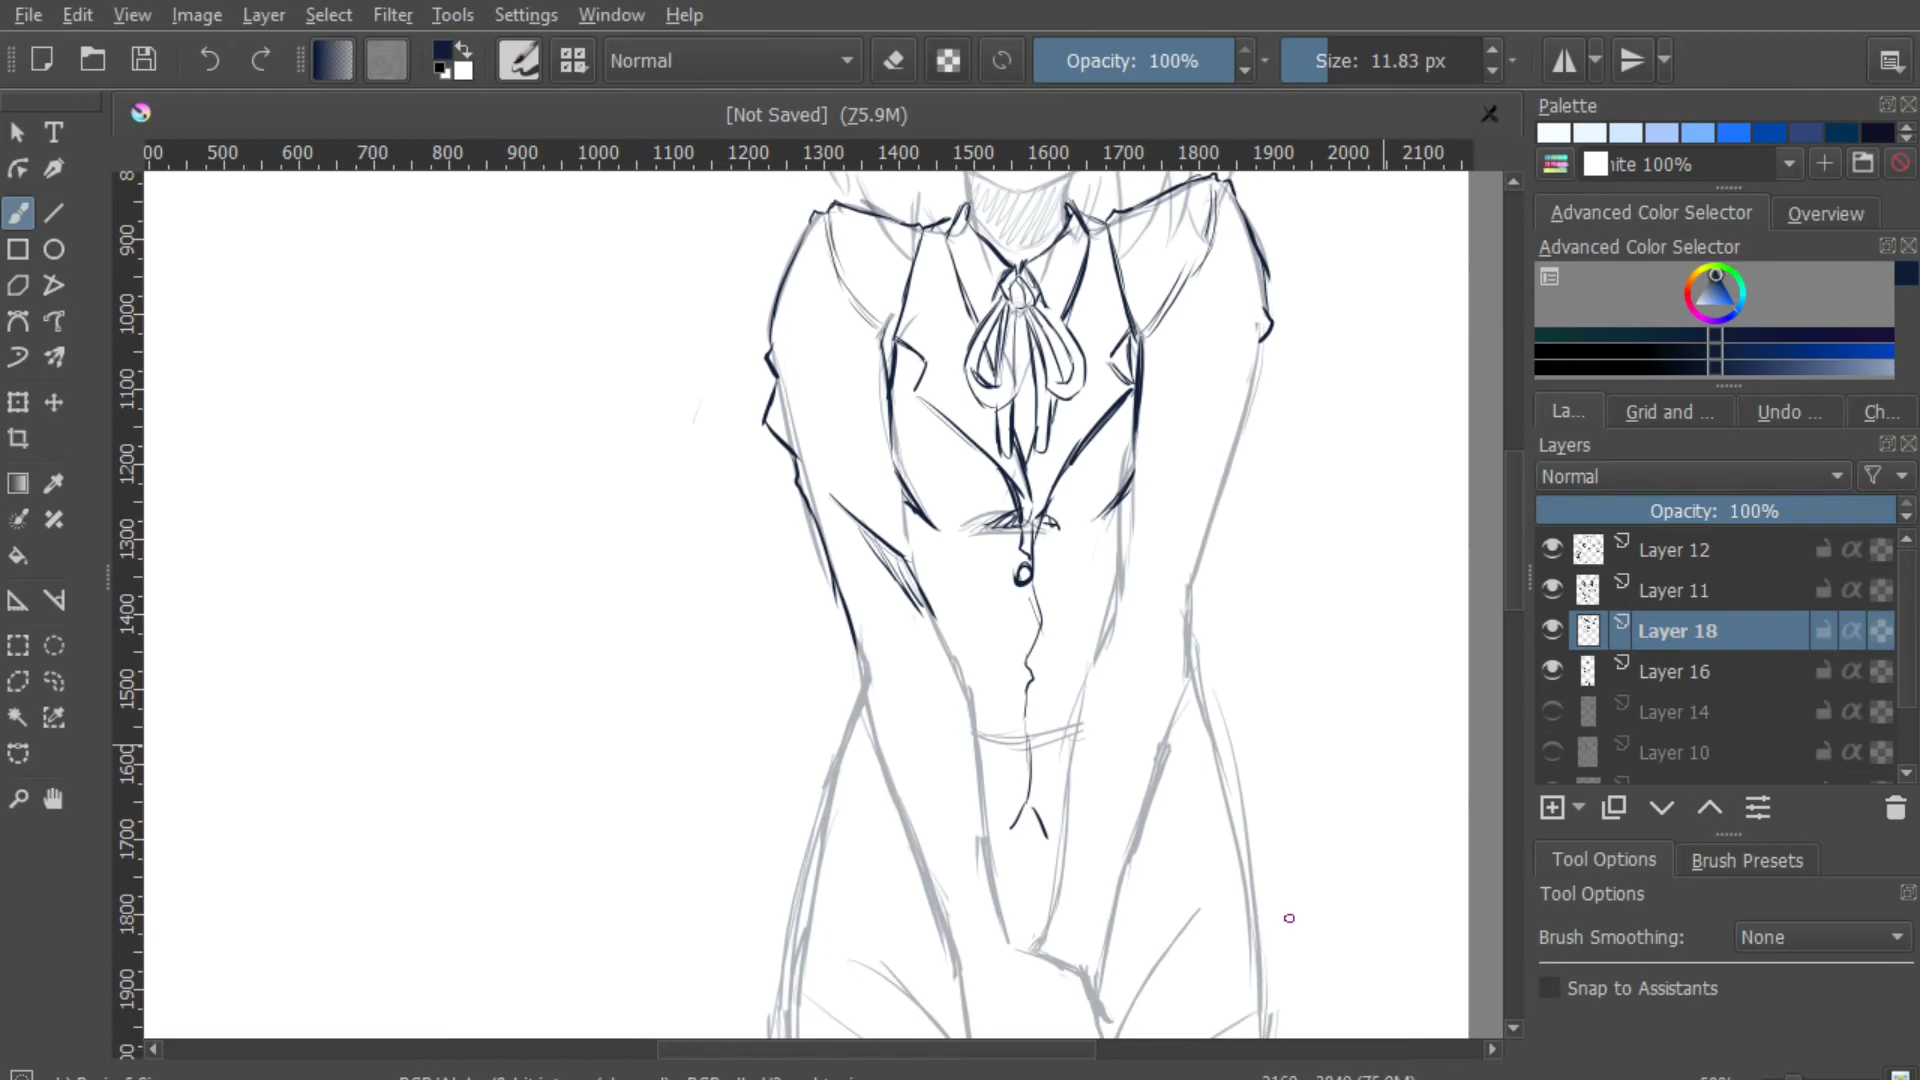 File Edit View Image Layer Select Filter Tools Settings Window Help
Normal Opacity: 100% Size: 11.83 px
[Not Saved] (75.9M)
00 500 600 700 800 900 1000 1100 1200 1300 1400 1500 1600 1700 1800 1900 2000 2100
8
900
1000
1100
1200
1300
1400
1500
1600
1700
1800
1900
00
Palette
ite 100%
Advanced Color Selector Overview
Advanced Color Selector
La... Grid and ... Undo ... Ch...
Layers
Normal
Opacity: 100%
Layer 12
Layer 11
Layer 18
Layer 16
Layer 14
Layer 10
Tool Options Brush Presets
Tool Options
Brush Smoothing: None
Snap to Assistants